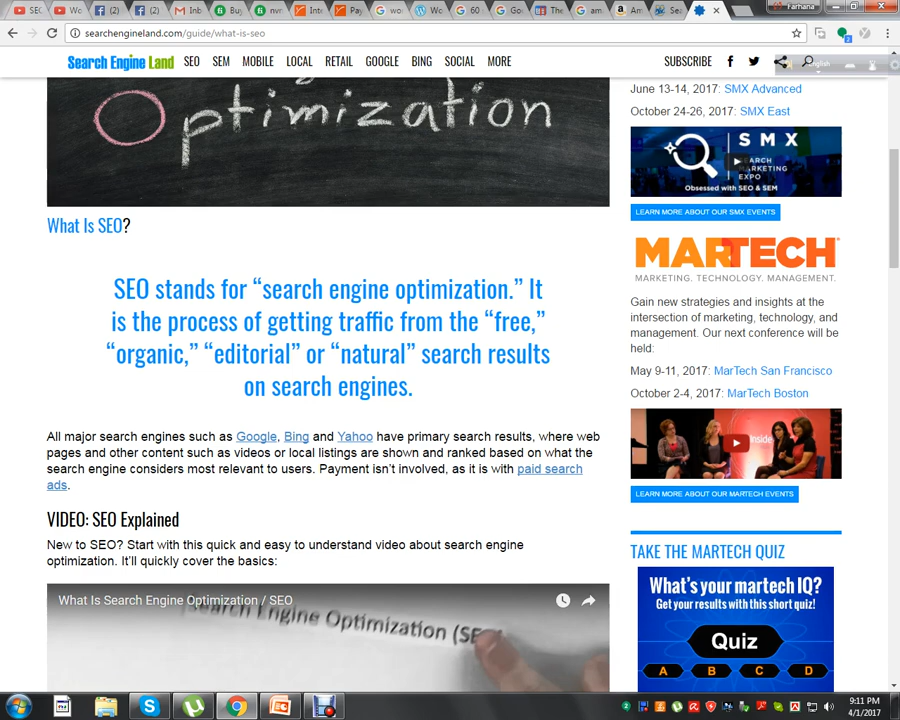 SEO
(2)
(2)
Inb
Farhana
searchengineland.com/guide/what-is-seo
Search Engine Land
SEO
SEM
MOBILE
LOCAL
RETAIL
GOOGLE
BING
SOCIAL
MORE
SUBSCRIBE
English
ptimization
June 13-14, 2017: SMX Advanced
October 24-26, 2017: SMX East
SMX
SEARCH
MARKETING
EXPO
Obsessed with SEO & SEM
LEARN MORE ABOUT OUR SMX EVENTS
What Is SEO?
SEO stands for “search engine optimization.” It
is the process of getting traffic from the “free,”
“organic,” “editorial” or “natural” search results
on search engines.
MARTECH
MARKETING. TECHNOLOGY. MANAGEMENT.
Gain new strategies and insights at the
intersection of marketing, technology, and
management. Our next conference will be
held:
May 9-11, 2017: MarTech San Francisco
October 2-4, 2017: MarTech Boston
Inside
LEARN MORE ABOUT OUR MARTECH EVENTS
All major search engines such as Google, Bing and Yahoo have primary search results, where web
pages and other content such as videos or local listings are shown and ranked based on what the
search engine considers most relevant to users. Payment isn’t involved, as it is with paid search
ads.
VIDEO: SEO Explained
New to SEO? Start with this quick and easy to understand video about search engine
optimization. It’ll quickly cover the basics:
What Is Search Engine Optimization / SEO
Search Engine Optimization (SE
TAKE THE MARTECH QUIZ
What's your martech IQ?
Get your results with this short quiz!
Quiz
A
B
C
D
9:11 PM
4/1/2017